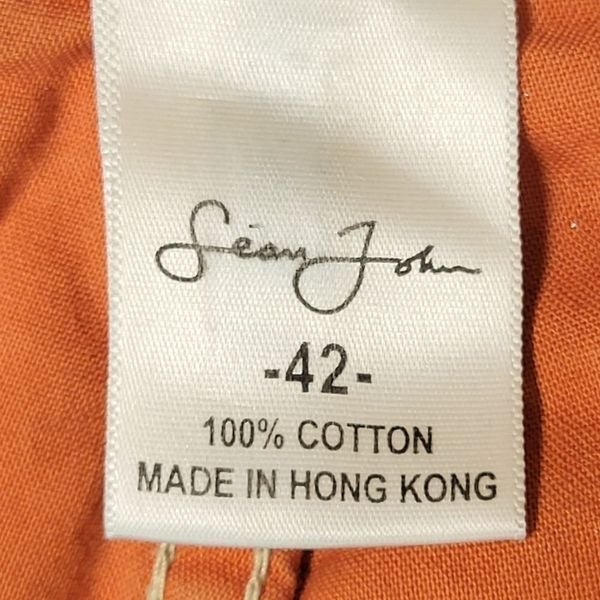 Sean John
-42-
100% COTTON
MADE IN HONG KONG